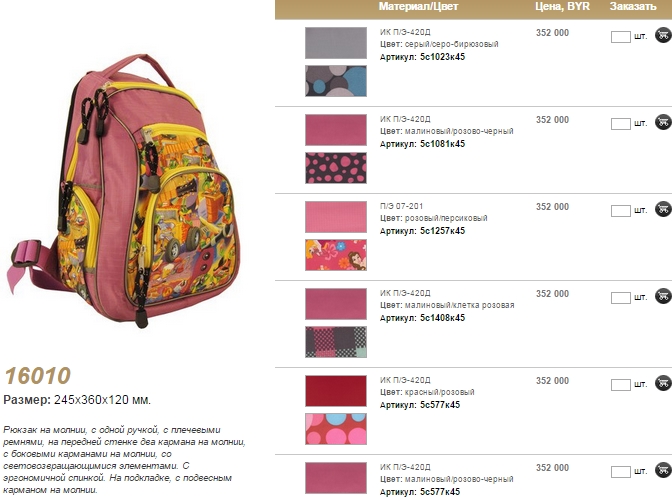 Материал/Цвет Цена, BYR Заказать
ИК П/Э-420Д 352 000 шт.
Цвет: серый/серо-бирюзовый
Артикул: 5с1023к45
ИК П/Э-420Д 352 000 шт.
Цвет: малиновый/розово-черный
Артикул: 5с1081к45
П/Э 07-201 352 000 шт.
Цвет: розовый/персиковый
Артикул: 5с1257к45
ИК П/Э-420Д 352 000 шт.
Цвет: малиновый/клетка розовая
Артикул: 5с1408к45
ИК П/Э-420Д 352 000 шт.
Цвет: красный/розовый
Артикул: 5с577к45
ИК П/Э-420Д 352 000 шт.
Цвет: малиновый/розово-черный
Артикул: 5с577к45
16010
Размер: 245x360x120 мм.
Рюкзак на молнии, с одной ручкой, с плечевыми
ремнями, на передней стенке два кармана на молнии,
с боковыми карманами на молнии, со
световозвращающимися элементами. С
эргономичной спинкой. На подкладке, с подвесным
карманом на молнии.